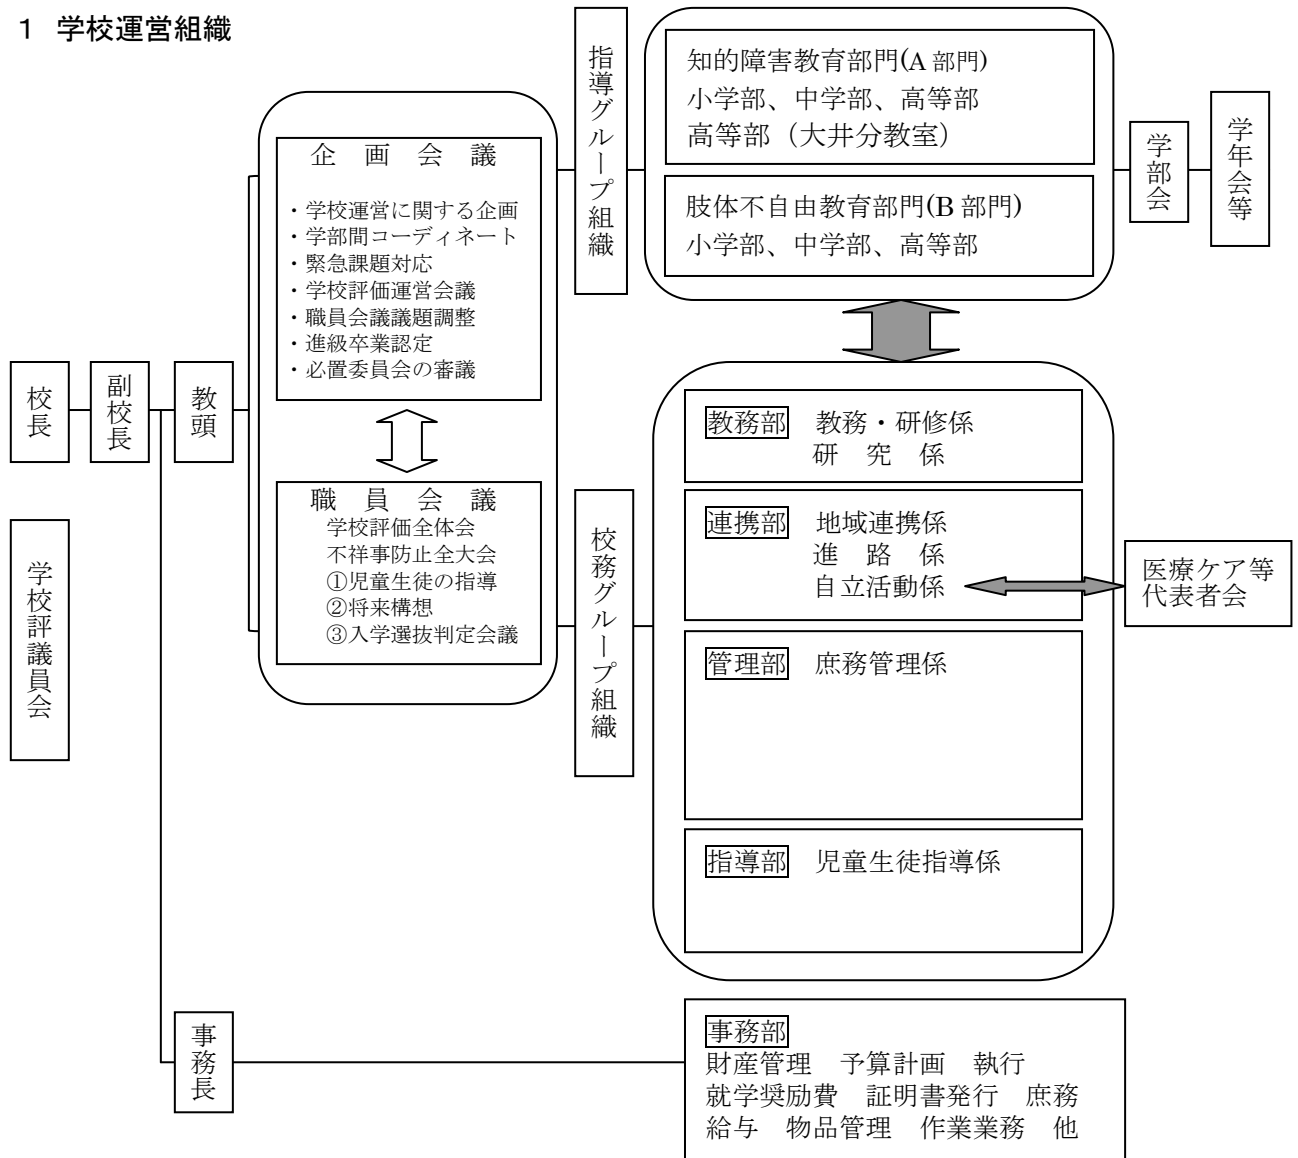 1 学校運営組織
校長
副校長
教頭
学校評議員会
企 画 会 議
・学校運営に関する企画
・学部間コーディネート
・緊急課題対応
・学校評価運営会議
・職員会議議題調整
・進級卒業認定
・必置委員会の審議
職 員 会 議
学校評価全体会
不祥事防止全大会
①児童生徒の指導
②将来構想
③入学選抜判定会議
指導グループ組織
知的障害教育部門(A 部門)
小学部、中学部、高等部
高等部（大井分教室）
肢体不自由教育部門(B 部門)
小学部、中学部、高等部
学部会
学年会等
校務グループ組織
教務部 教務・研修係
研 究 係
連携部 地域連携係
進 路 係
自立活動係
医療ケア等
代表者会
管理部 庶務管理係
指導部 児童生徒指導係
事務長
事務部
財産管理 予算計画 執行
就学奨励費 証明書発行 庶務
給与 物品管理 作業業務 他